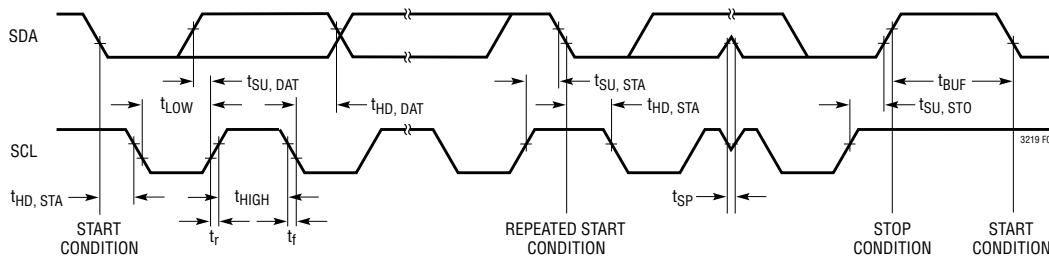 SDA
tSU, DAT
tSU, STA
tBUF
tLOW
tHD, DAT
tHD, STA
tSU, STO
SCL
3219 F0
tHD, STA
tHIGH
tSP
START
CONDITION
tr
tf
REPEATED START
CONDITION
STOP
CONDITION
START
CONDITION